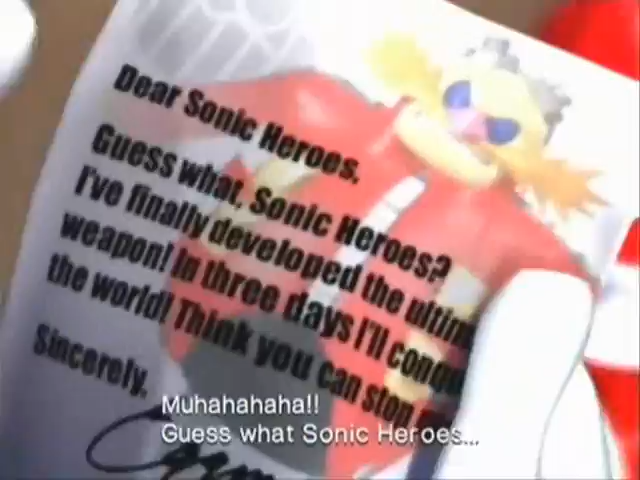 Dear Sonic Heroes,
Guess what, Sonic Heroes?
I've finally developed the
weapon! In three days I'll
the world! Think you can stop
Sincerely,
Muhahahaha!!
Guess what Sonic Heroes...